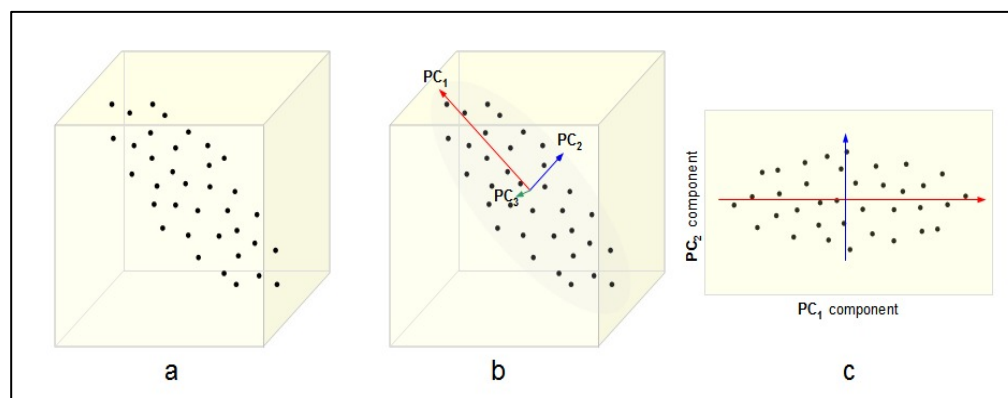 PC1
PC2
PC3
PC2 component
PC1 component
a
b
c